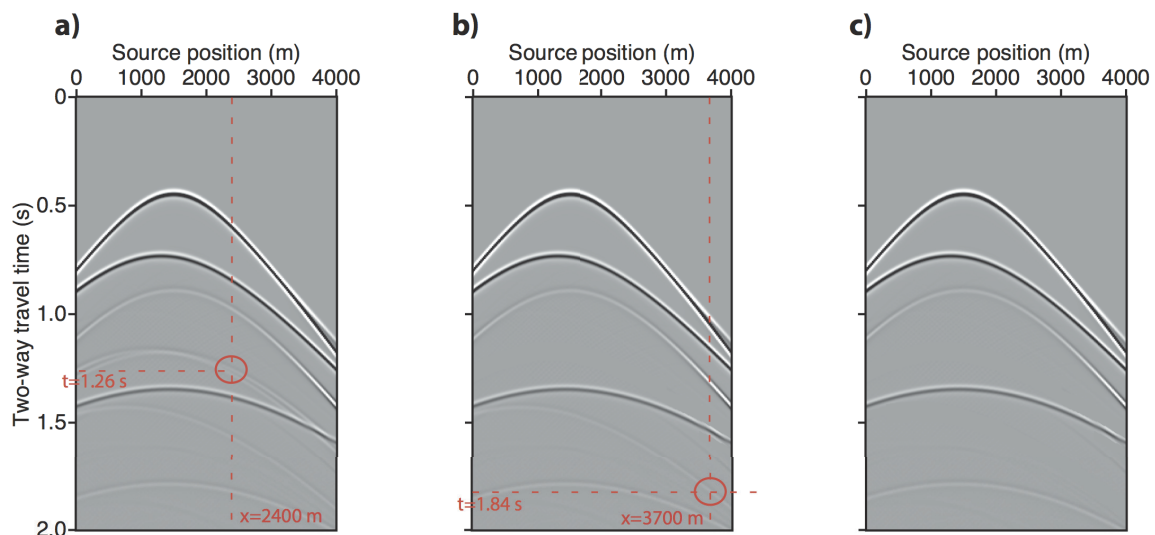 a)
b)
c)
Source position (m)
Source position (m)
Source position (m)
0 1000 2000 3000 4000
0 1000 2000 3000 4000
0 1000 2000 3000 4000
Two-way travel time (s)
0
0.5
1.0
1.5
2.0
t=1.26 s
x=2400 m
t=1.84 s
x=3700 m